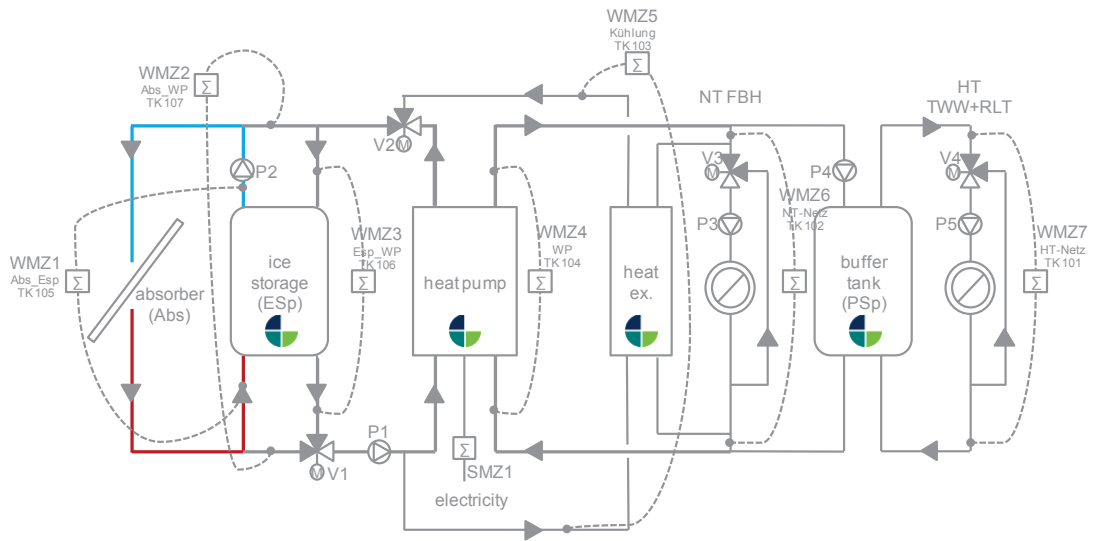 WMZ5
Kühlung
TK103
WMZ2
Abs_WP
TK107
Σ
Σ
NT FBH
HT
TWW+RLT
V2
M
P2
V3
M
P4
V4
M
WMZ6
NT-Netz
TK102
P3
P5
WMZ1
Abs_Esp
TK105
Σ
absorber
(Abs)
ice
storage
(ESp)
WMZ3
Esp_WP
TK106
Σ
heat pump
WMZ4
WP
TK104
Σ
heat
ex.
Σ
buffer
tank
(PSp)
WMZ7
HT-Netz
TK101
Σ
P1
M
V1
Σ
SMZ1
electricity